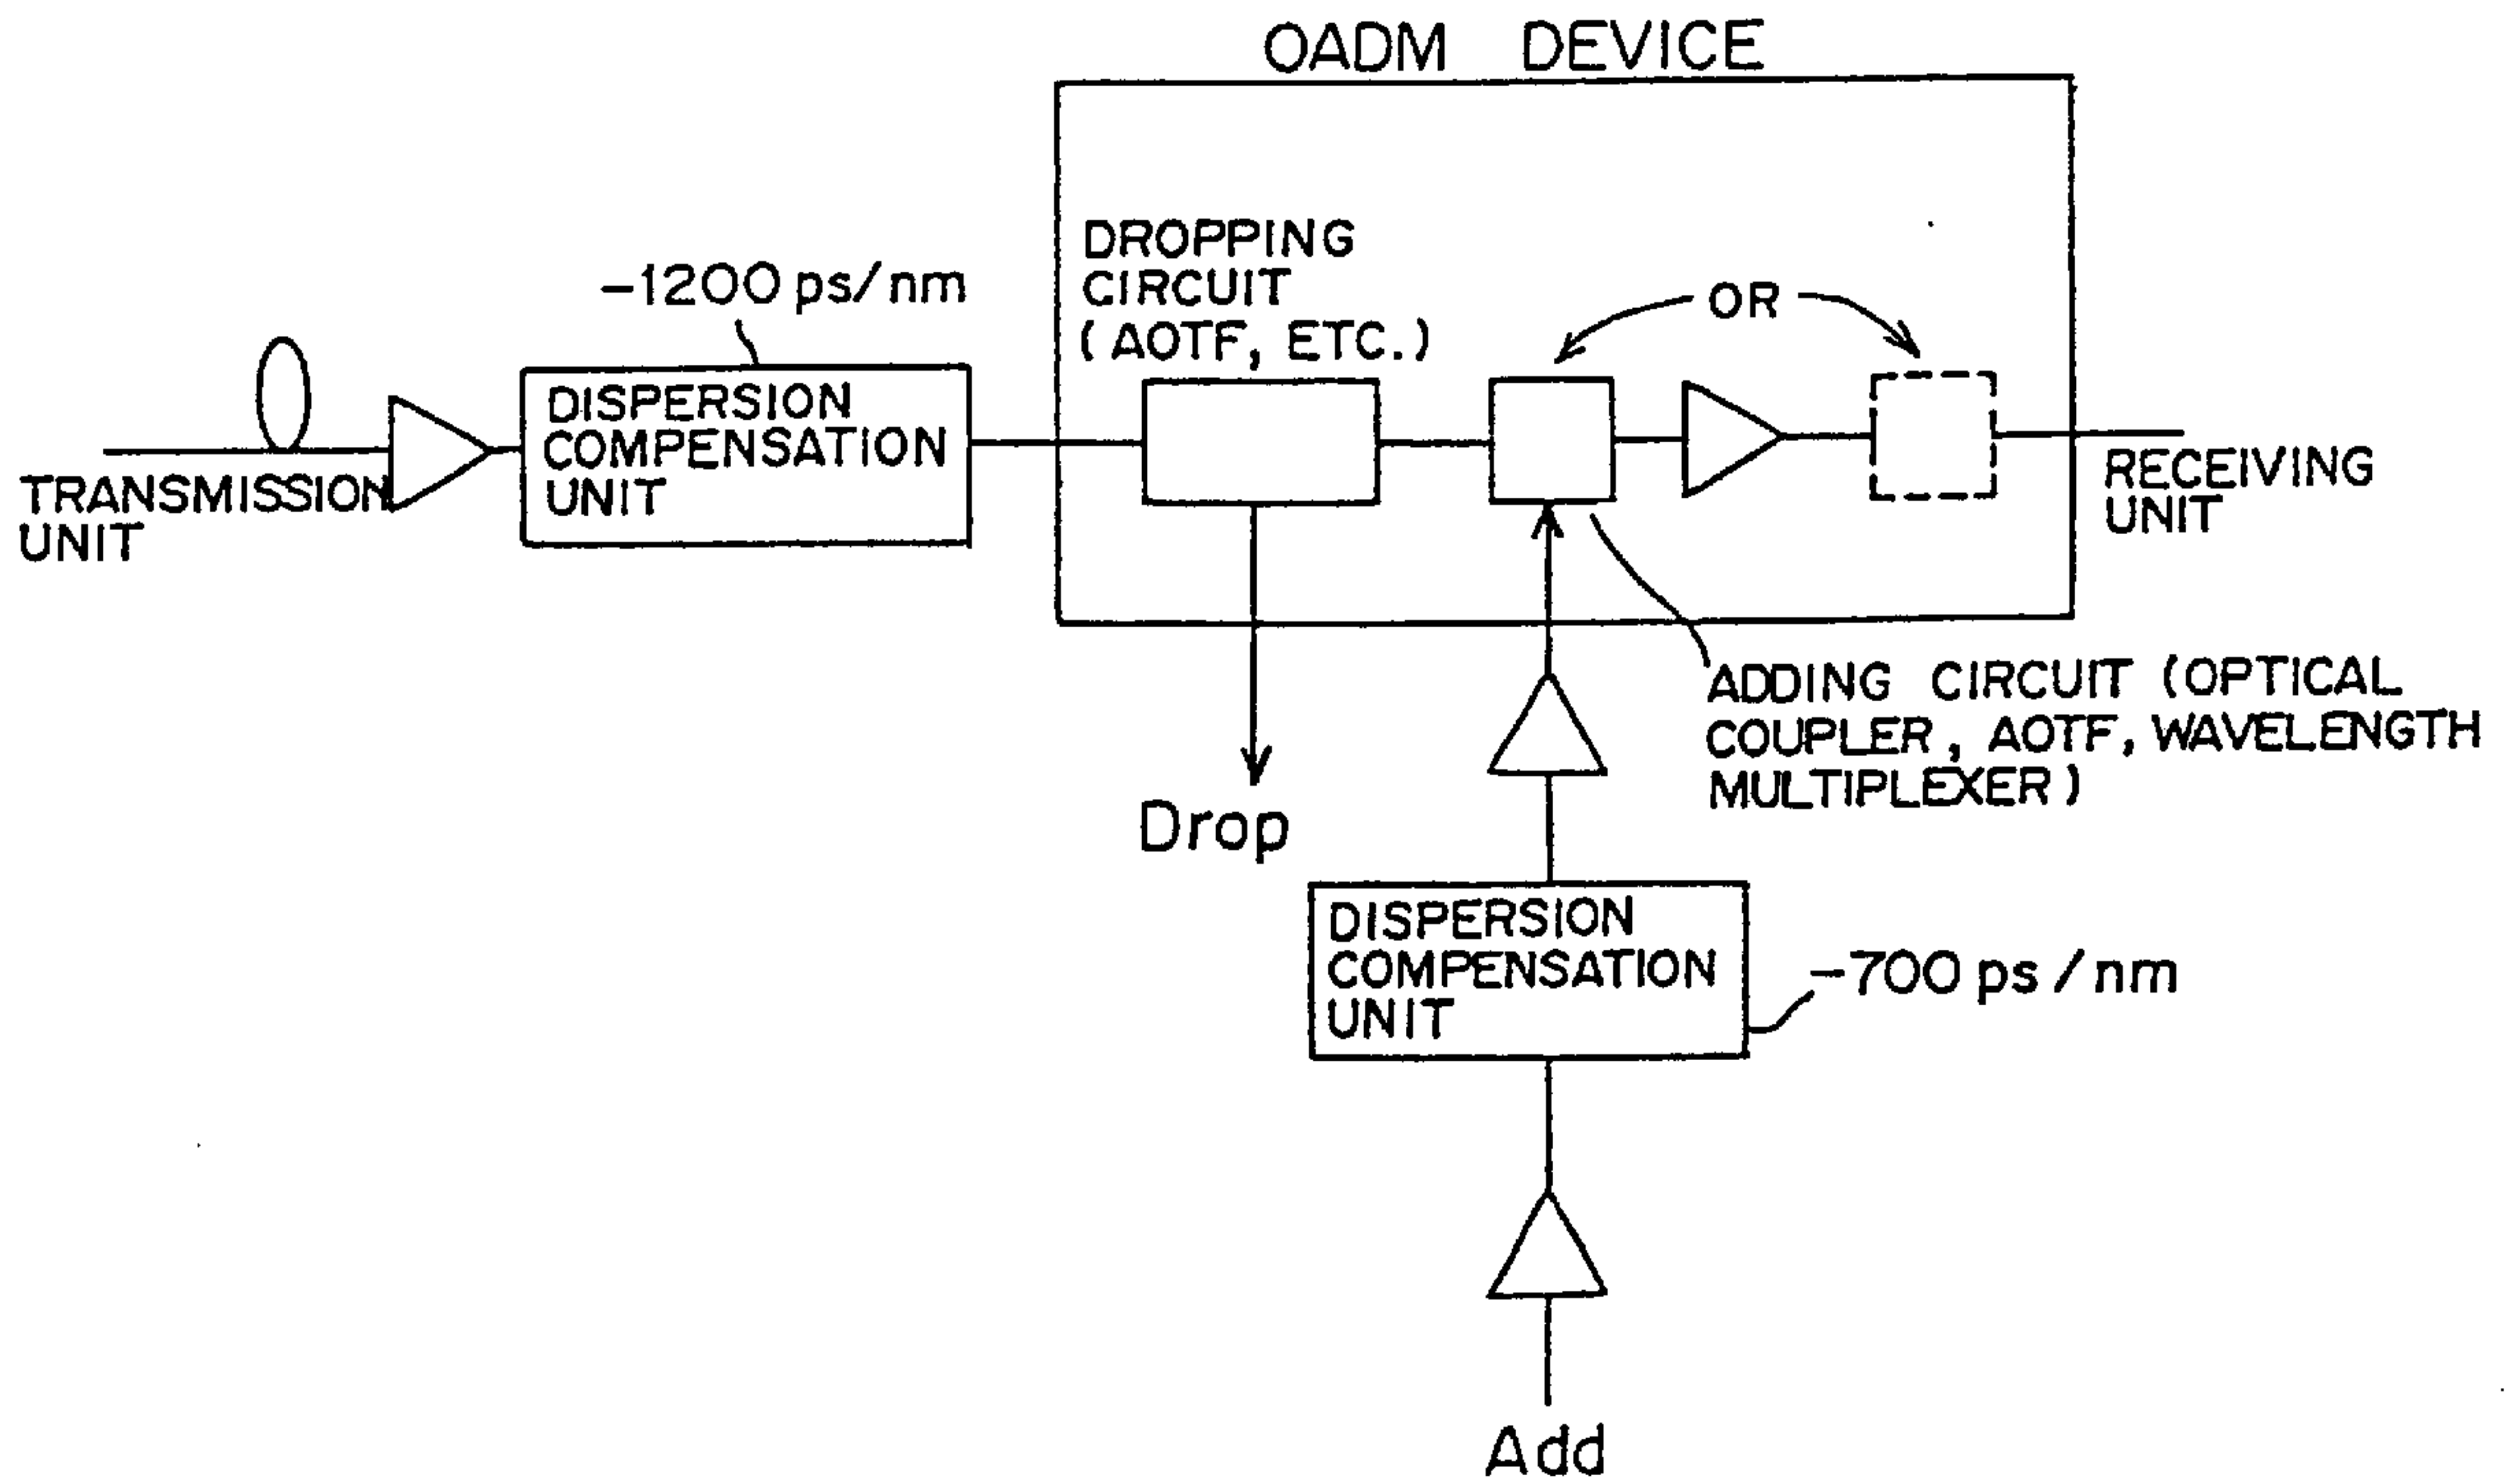 OADM DEVICE
DROPPING
CIRCUIT
(AOTF, ETC.)
-1200 ps/nm
OR
DISPERSION
COMPENSATION
UNIT
TRANSMISSION
UNIT
RECEIVING
UNIT
ADDING CIRCUIT (OPTICAL
COUPLER, AOTF, WAVELENGTH
MULTIPLEXER)
Drop
DISPERSION
COMPENSATION
UNIT
-700 ps/nm
Add